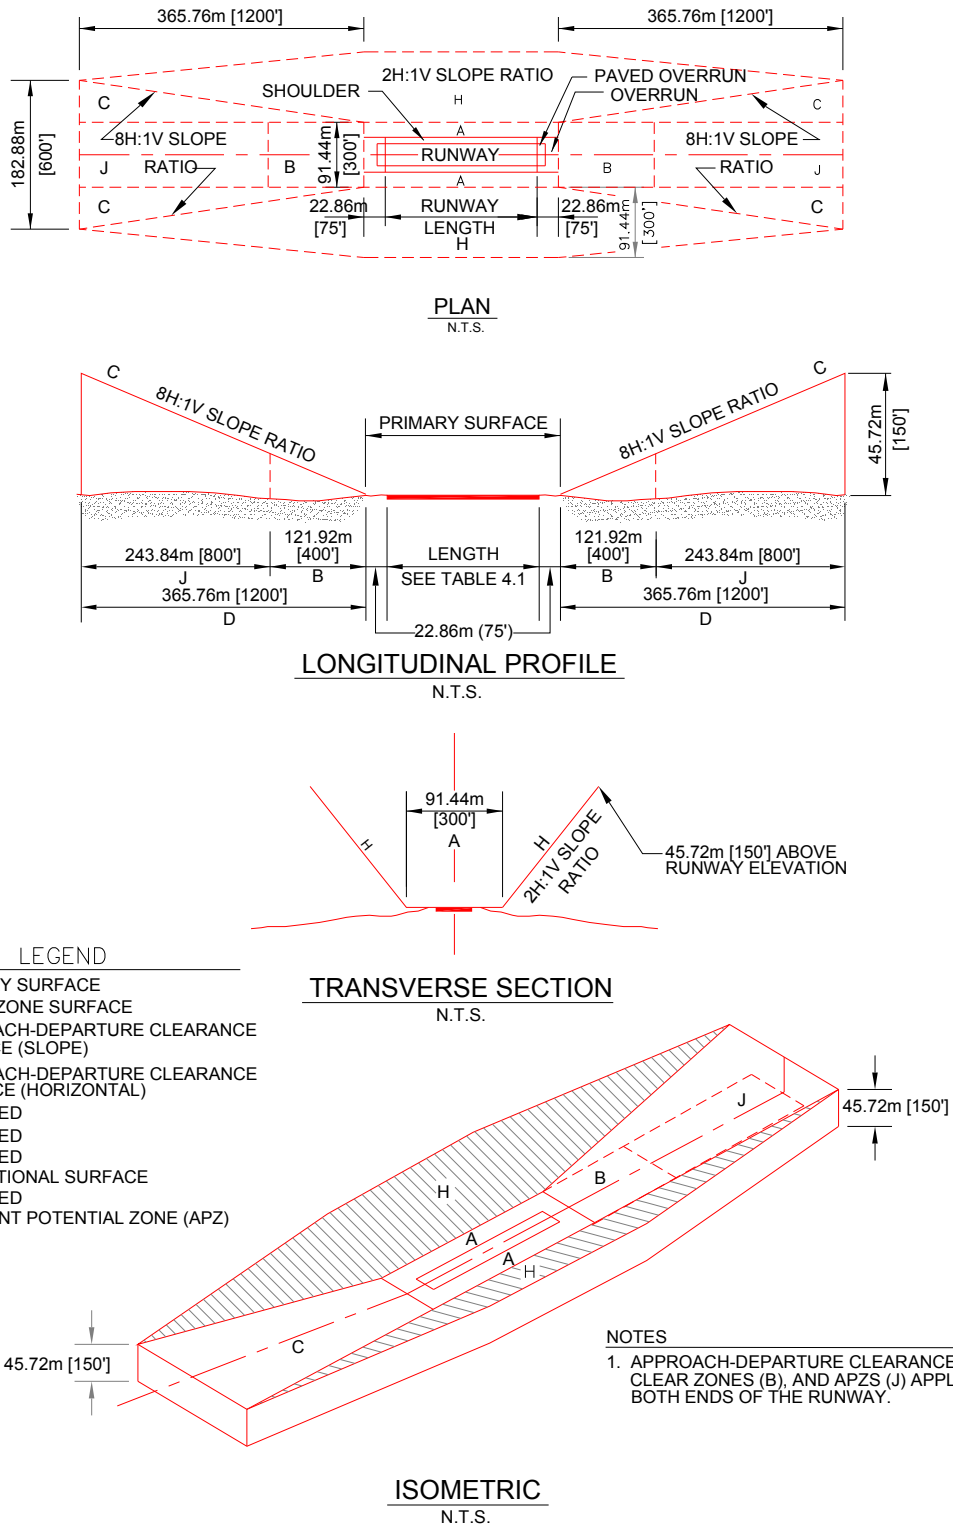 365.76m [1200']
365.76m [1200']
2H:1V SLOPE RATIO
PAVED OVERRUN
SHOULDER
OVERRUN
C
H
C
A
8H:1V SLOPE
8H:1V SLOPE
182.88m
[600']
91.44m
[300']
RUNWAY
J
RATIO
B
B
RATIO
J
A
C
22.86m
[75']
RUNWAY
LENGTH
22.86m
[75']
C
H
91.44m
[300']
PLAN
N.T.S.
C
C
8H:1V SLOPE RATIO
8H:1V SLOPE RATIO
PRIMARY SURFACE
45.72m
[150']
121.92m
[400']
121.92m
[400']
243.84m [800']
LENGTH
243.84m [800']
J
B
SEE TABLE 4.1
B
J
365.76m [1200']
365.76m [1200']
D
D
22.86m (75')
LONGITUDINAL PROFILE
N.T.S.
91.44m
[300']
H
A
H
2H:1V SLOPE
RATIO
45.72m [150'] ABOVE
RUNWAY ELEVATION
TRANSVERSE SECTION
N.T.S.
LEGEND
Y SURFACE
ZONE SURFACE
ACH-DEPARTURE CLEARANCE
CE (SLOPE)
ACH-DEPARTURE CLEARANCE
CE (HORIZONTAL)
ED
ED
ED
TIONAL SURFACE
ED
NT POTENTIAL ZONE (APZ)
J
45.72m [150']
H
B
A
A
H
C
45.72m [150']
NOTES
1. APPROACH-DEPARTURE CLEARANCE
CLEAR ZONES (B), AND APZS (J) APPL
BOTH ENDS OF THE RUNWAY.
ISOMETRIC
N.T.S.